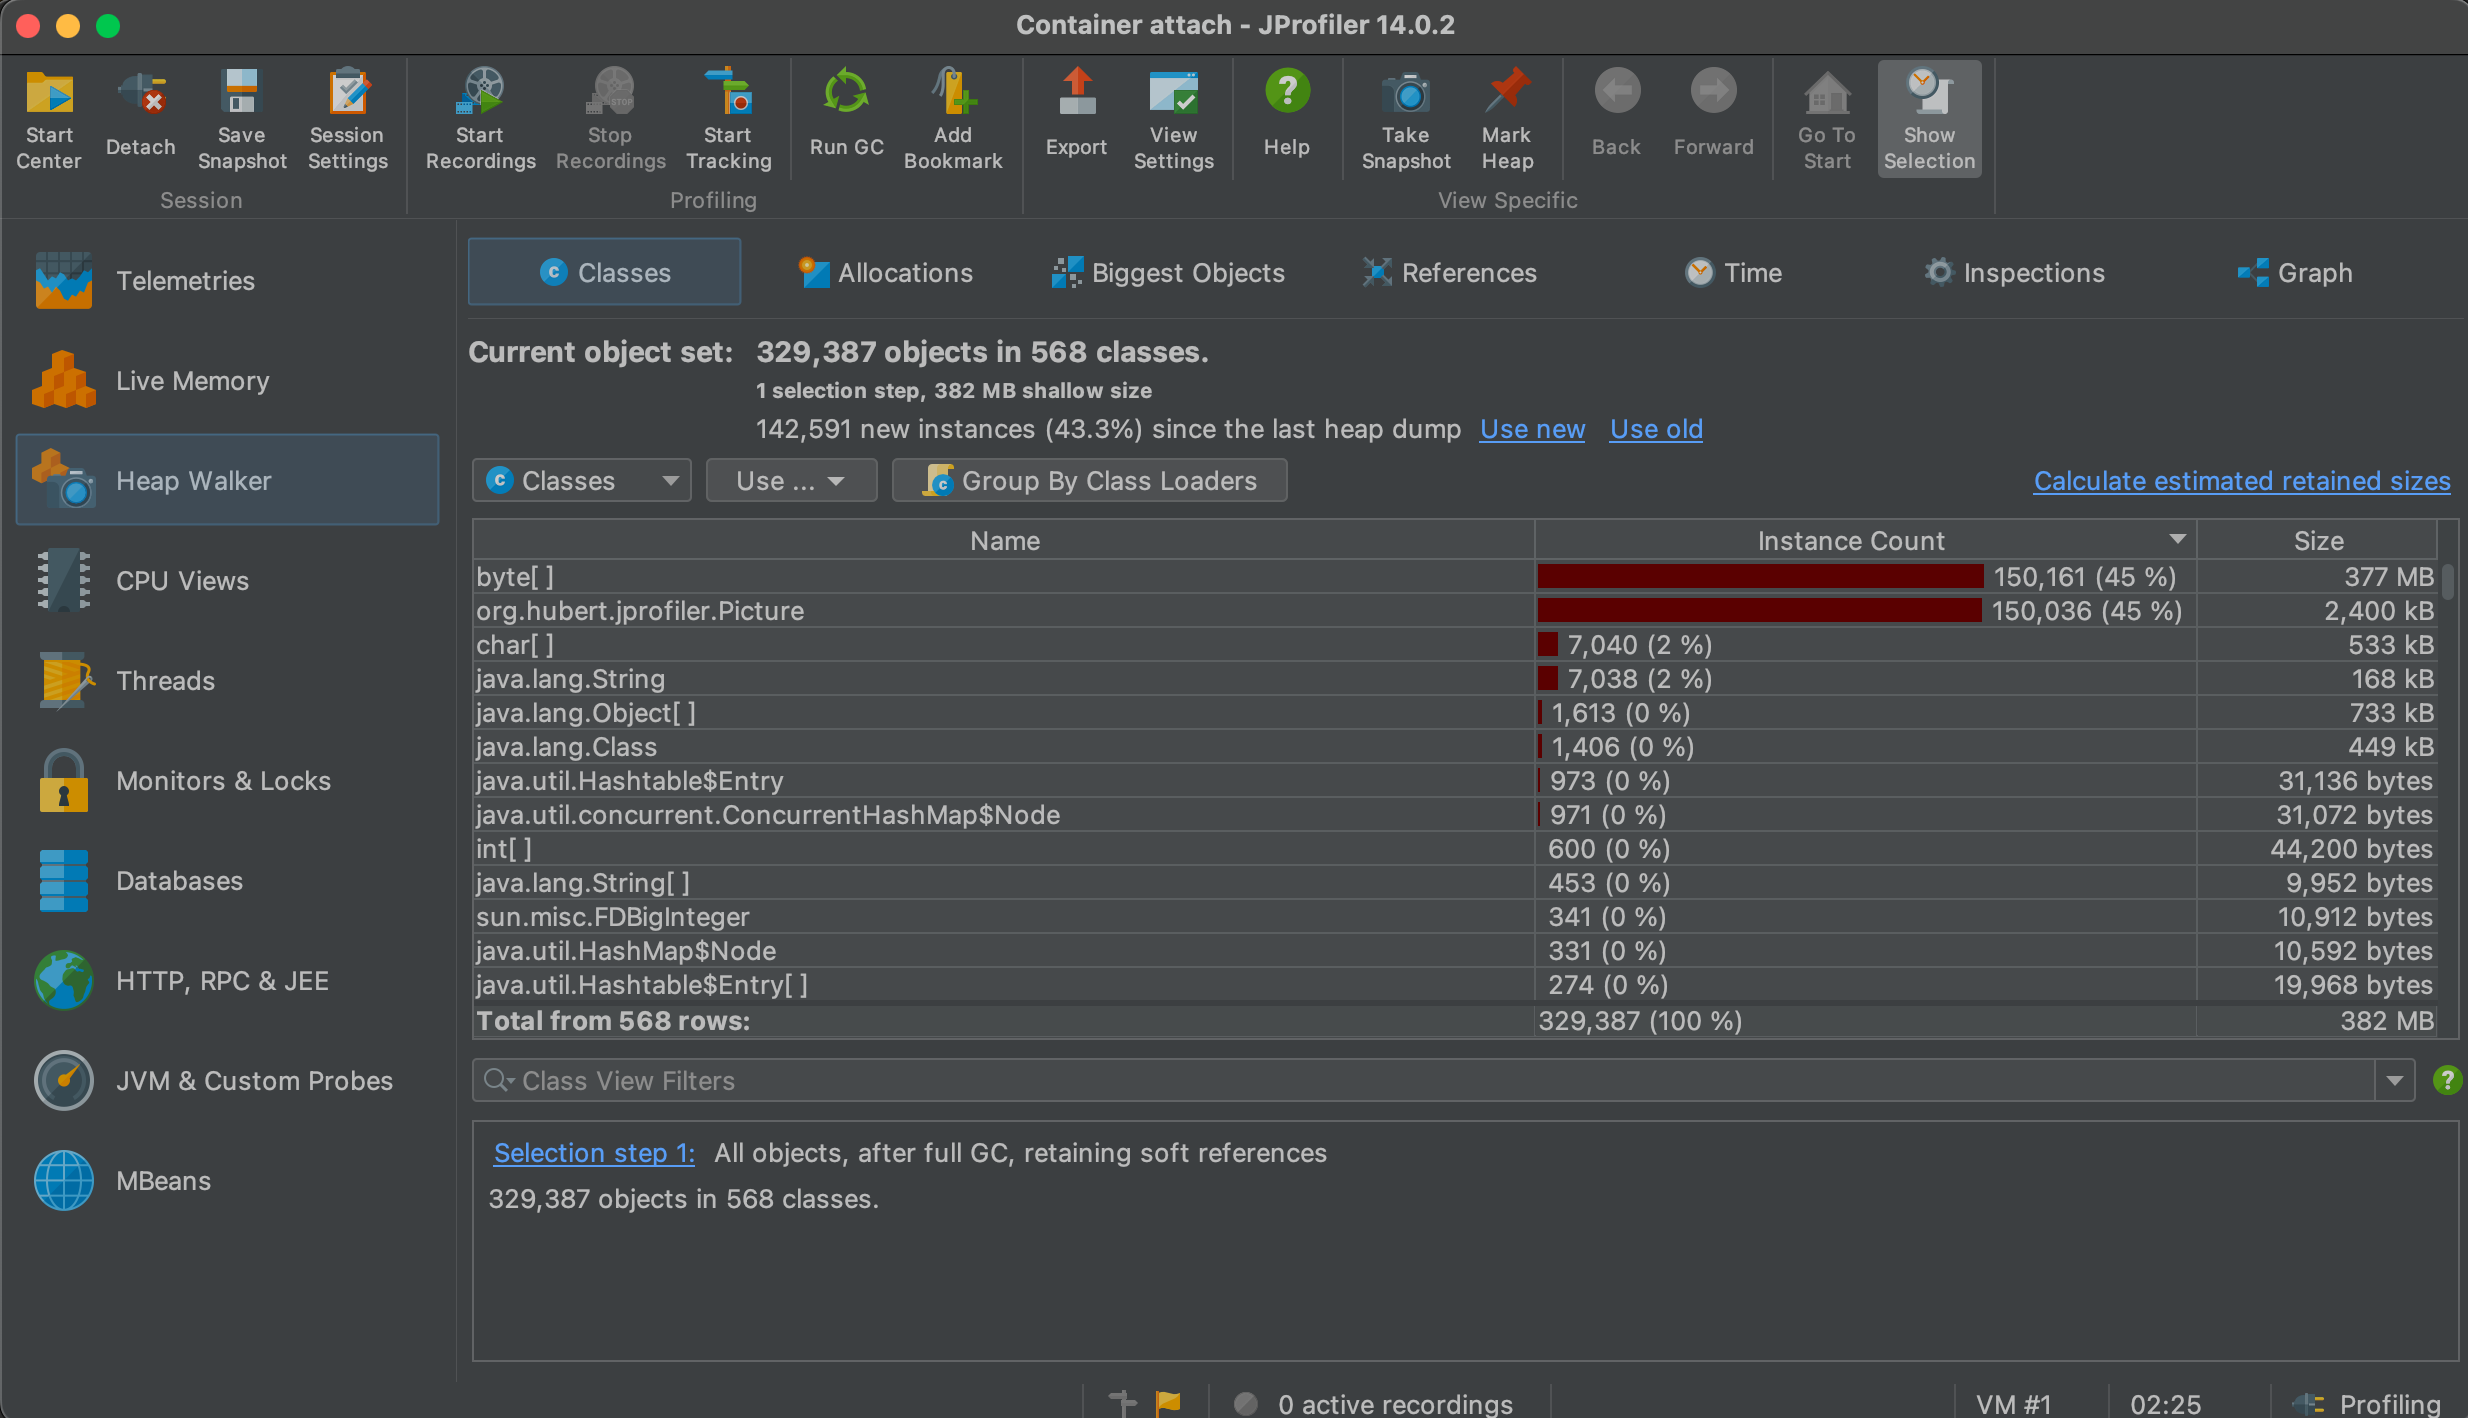 Container attach - JProfiler 14.0.2
Start Center
Detach
Save Snapshot
Session Settings
Start Recordings
Stop Recordings
Start Tracking
Run GC
Add Bookmark
Export
View Settings
Help
Take Snapshot
Mark Heap
Back
Forward
Go To Start
Show Selection
Session
Profiling
View Specific
Telemetries
Live Memory
Heap Walker
CPU Views
Threads
Monitors & Locks
Databases
HTTP, RPC & JEE
JVM & Custom Probes
MBeans
Classes
Allocations
Biggest Objects
References
Time
Inspections
Graph
Current object set: 329,387 objects in 568 classes.
1 selection step, 382 MB shallow size
142,591 new instances (43.3%) since the last heap dump Use new Use old
Classes
Use ...
Group By Class Loaders
Calculate estimated retained sizes
Name Instance Count Size
byte[ ] 150,161 (45 %) 377 MB
org.hubert.jprofiler.Picture 150,036 (45 %) 2,400 kB
char[ ] 7,040 (2 %) 533 kB
java.lang.String 7,038 (2 %) 168 kB
java.lang.Object[ ] 1,613 (0 %) 733 kB
java.lang.Class 1,406 (0 %) 449 kB
java.util.Hashtable$Entry 973 (0 %) 31,136 bytes
java.util.concurrent.ConcurrentHashMap$Node 971 (0 %) 31,072 bytes
int[ ] 600 (0 %) 44,200 bytes
java.lang.String[ ] 453 (0 %) 9,952 bytes
sun.misc.FDBigInteger 341 (0 %) 10,912 bytes
java.util.HashMap$Node 331 (0 %) 10,592 bytes
java.util.Hashtable$Entry[ ] 274 (0 %) 19,968 bytes
Total from 568 rows: 329,387 (100 %) 382 MB
Class View Filters
Selection step 1: All objects, after full GC, retaining soft references
329,387 objects in 568 classes.
0 active recordings
VM #1
02:25
Profiling